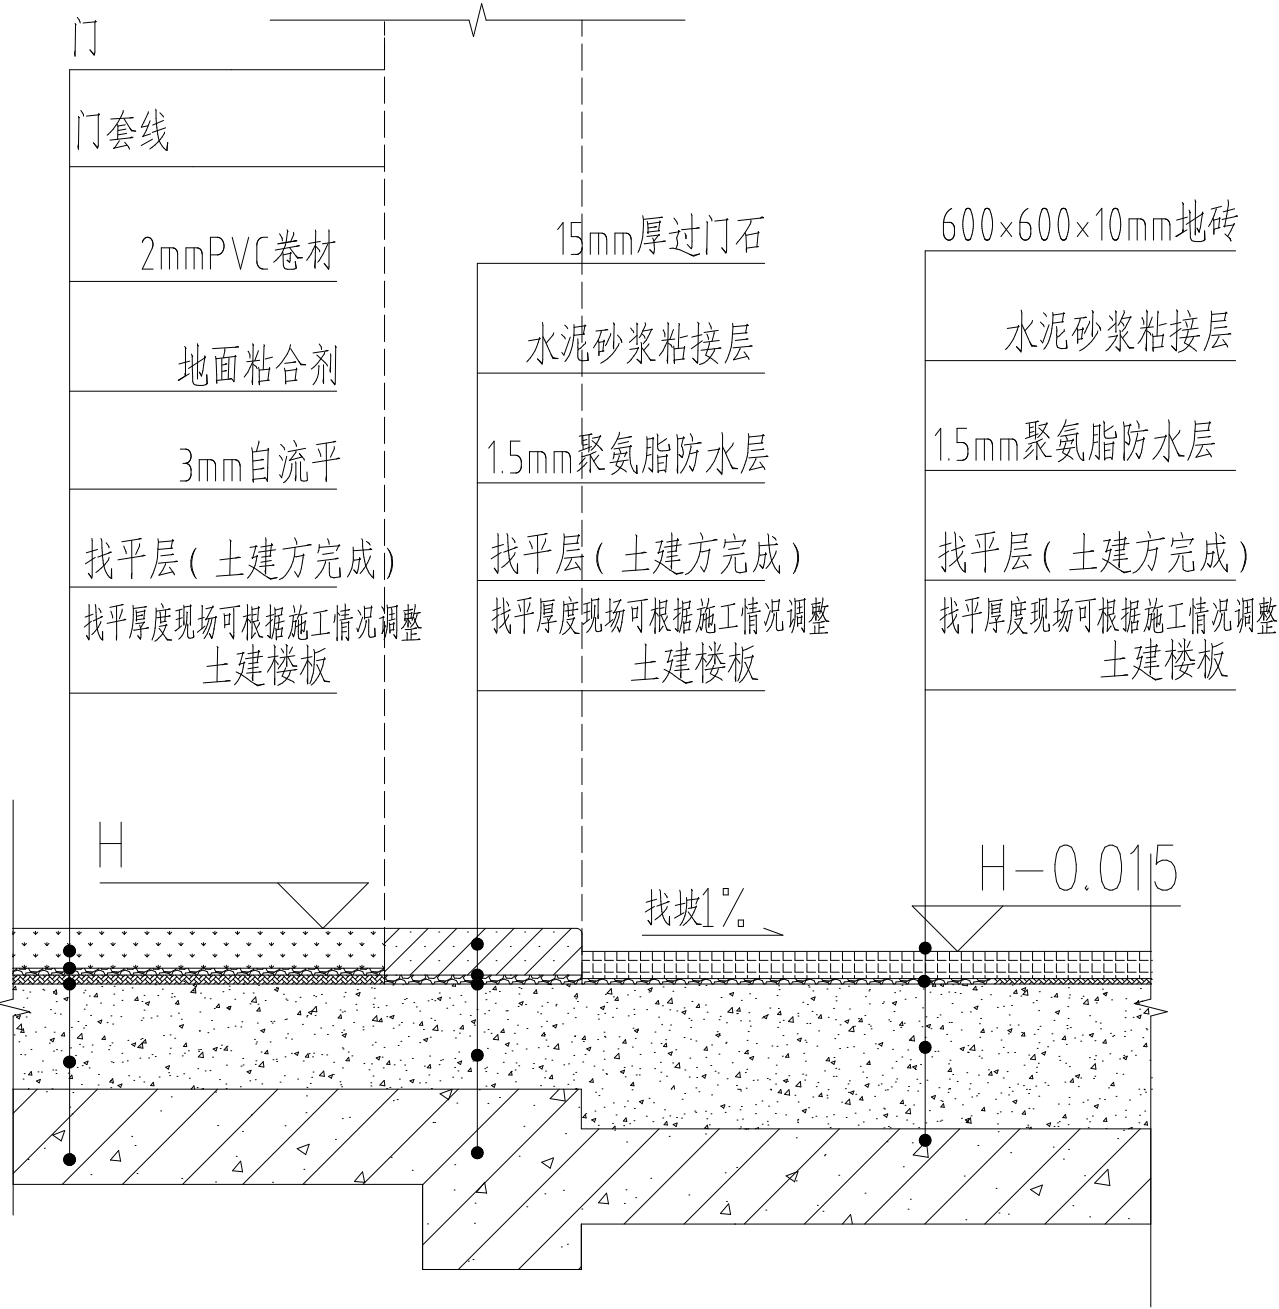 门
门套线
2mmPVC卷材
地面粘合剂
3mm自流平
找平层(土建方完成)
找平厚度现场可根据施工情况调整
土建楼板
15mm厚过门石
水泥砂浆粘接层
1.5mm聚氨脂防水层
找平层(土建方完成)
找平厚度现场可根据施工情况调整
土建楼板
600×600×10mm地砖
水泥砂浆粘接层
1.5mm聚氨脂防水层
找平层(土建方完成)
找平厚度现场可根据施工情况调整
土建楼板
H
找坡1%
H-0.015